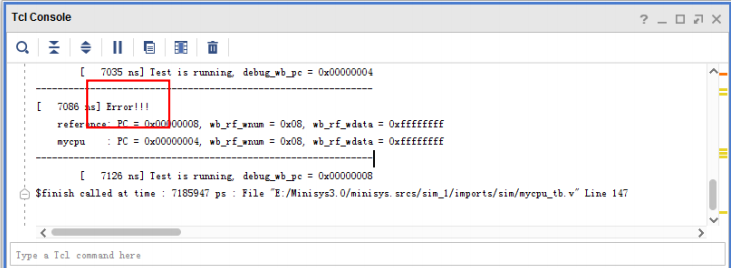 Tcl Console
[ 7035 ns] Test is running, debug_wb_pc = 0x00000004
--------------------------------------------------------------
[ 7086 ns] Error!!!
reference: PC = 0x00000008, wb_rf_wnum = 0x08, wb_rf_wdata = 0xffffffff
mycpu : PC = 0x00000004, wb_rf_wnum = 0x08, wb_rf_wdata = 0xffffffff
--------------------------------------------------------------
[ 7126 ns] Test is running, debug_wb_pc = 0x00000008
$finish called at time : 7185947 ps : File "E:/Minisys3.0/minisys.srcs/sim_1/imports/sim/mycpu_tb.v" Line 147
Type a Tcl command here